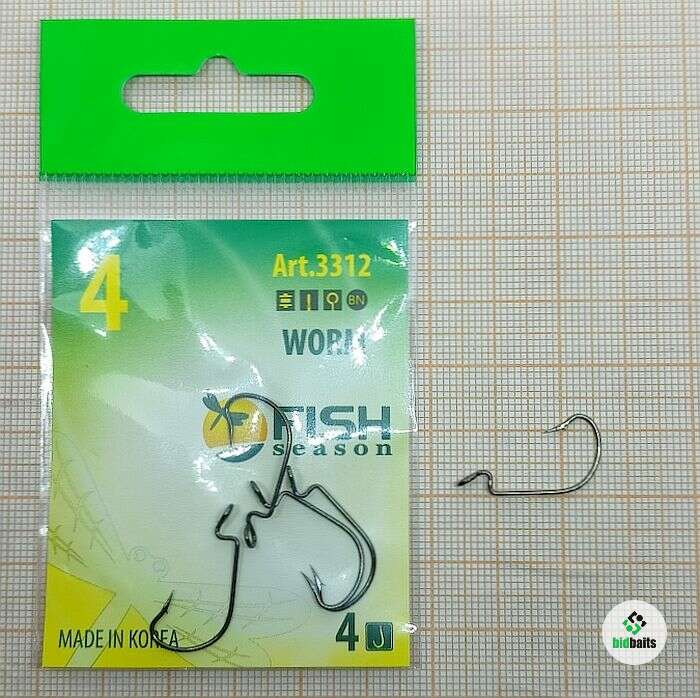 4
Art.3312
BN
WORM
FISH
season
MADE IN KOREA
4
bidbaits